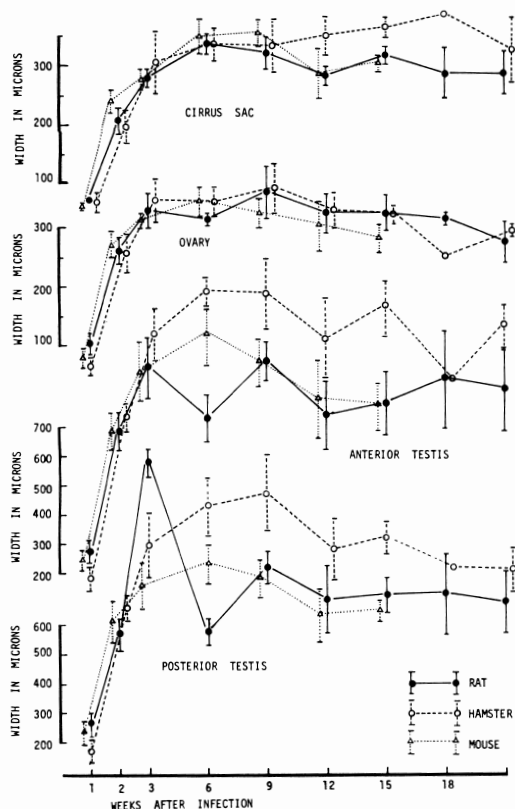 WIDTH IN MICRONS
300
200
100
CIRRUS SAC
WIDTH IN MICRONS
300
200
100
OVARY
WIDTH IN MICRONS
700
600
500
400
300
200
ANTERIOR TESTIS
WIDTH IN MICRONS
600
500
400
300
200
POSTERIOR TESTIS
RAT
HAMSTER
MOUSE
1 2 3 6 9 12 15 18
WEEKS AFTER INFECTION